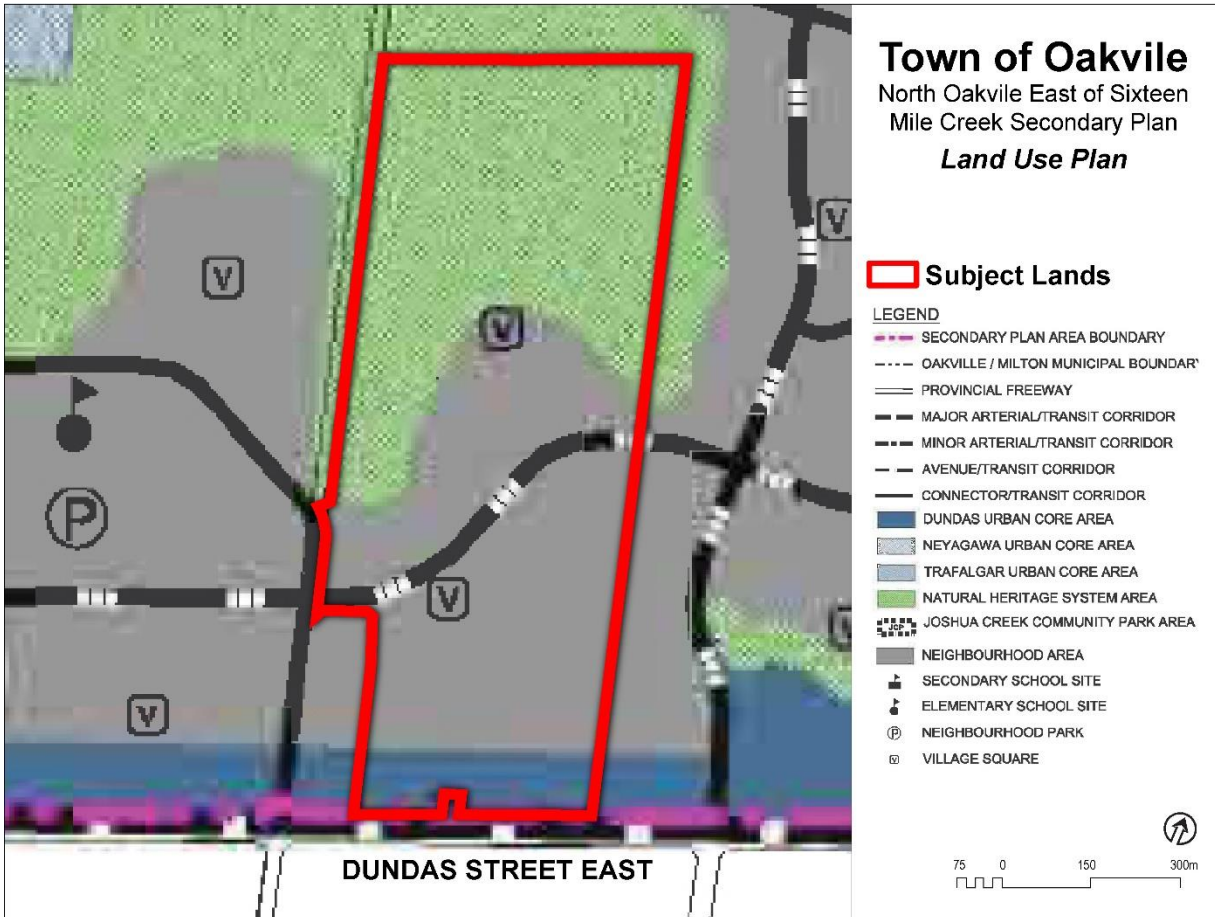 Town of Oakvile
North Oakvile East of Sixteen
Mile Creek Secondary Plan
Land Use Plan
Subject Lands
LEGEND
SECONDARY PLAN AREA BOUNDARY
OAKVILLE / MILTON MUNICIPAL BOUNDAR
PROVINCIAL FREEWAY
MAJOR ARTERIAL/TRANSIT CORRIDOR
MINOR ARTERIAL/TRANSIT CORRIDOR
AVENUE/TRANSIT CORRIDOR
CONNECTOR/TRANSIT CORRIDOR
DUNDAS URBAN CORE AREA
NEYAGAWA URBAN CORE AREA
TRAFALGAR URBAN CORE AREA
NATURAL HERITAGE SYSTEM AREA
JCP JOSHUA CREEK COMMUNITY PARK AREA
NEIGHBOURHOOD AREA
SECONDARY SCHOOL SITE
ELEMENTARY SCHOOL SITE
P NEIGHBOURHOOD PARK
V VILLAGE SQUARE
75 0 150 300m
V
V
V
P
V
V
V
DUNDAS STREET EAST